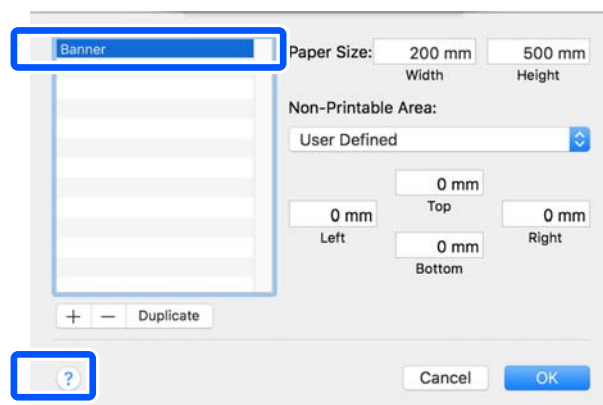 Banner
Paper Size: 200 mm 500 mm
Width Height
Non-Printable Area:
User Defined
0 mm
Top
0 mm 0 mm
Left Right
0 mm
Bottom
+ − Duplicate
? Cancel OK